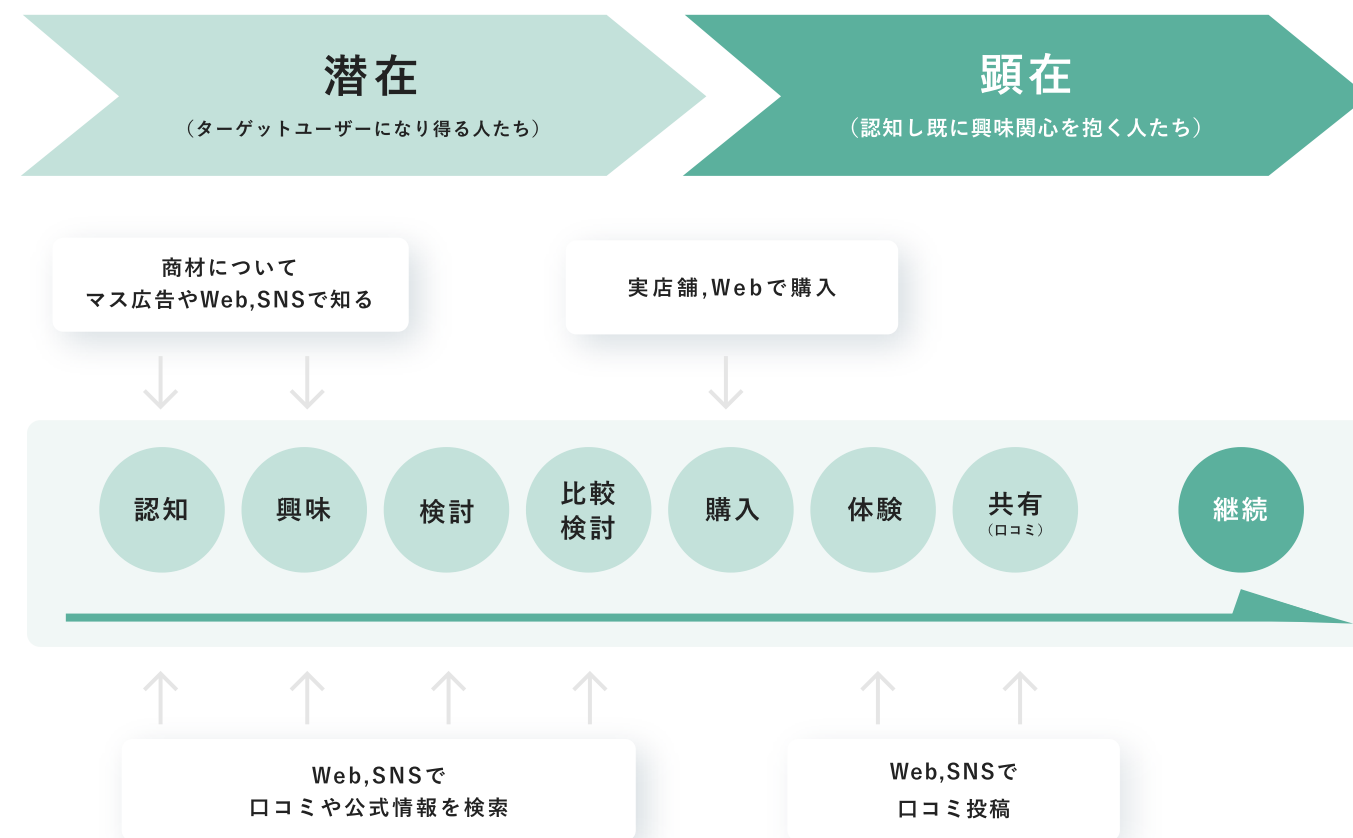 潜在
（ターゲットユーザーになり得る人たち）
顕在
（認知し既に興味関心を抱く人たち）
商材について
マス広告やWeb,SNSで知る
実店舗,Webで購入
認知
興味
検討
比較
検討
購入
体験
共有
（口コミ）
継続
Web,SNSで
口コミや公式情報を検索
Web,SNSで
口コミ投稿